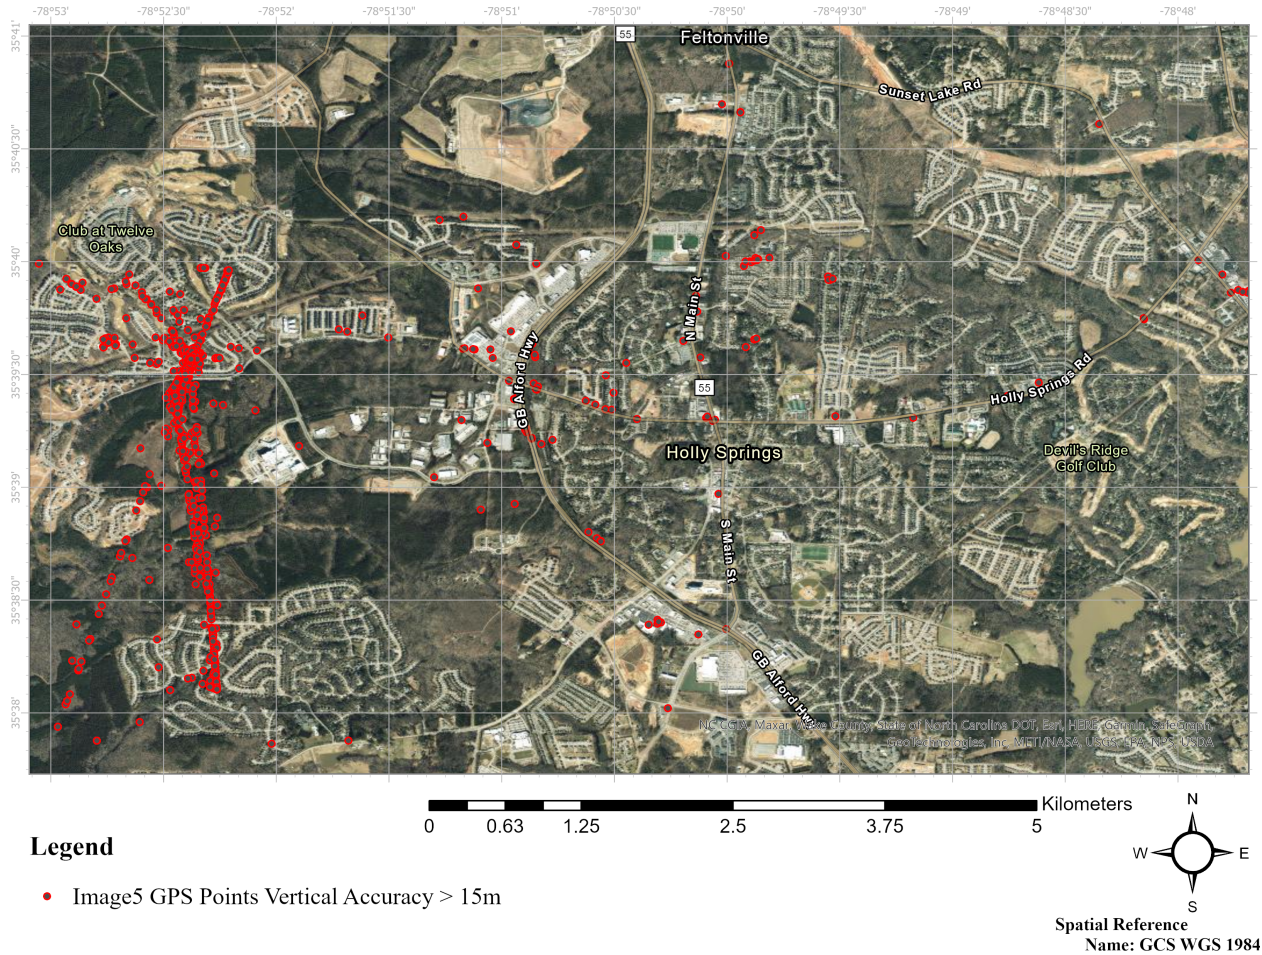 -78°53' -78°52'30" -78°52' -78°51'30" -78°51' -78°50'30" -78°50' -78°49'30" -78°49' -78°48'30" -78°48'
35°41'
55
Feltonville
Sunset Lake Rd
35°40'30"
Club at Twelve
Oaks
35°40'
N Main St
GB Alford Hwy
35°39'30"
55
Holly Springs Rd
Holly Springs
Devil's Ridge
Golf Club
35°39'
S Main St
35°38'30"
GB Alford Hwy
35°38'
NC CGIA, Maxar, Wake County, State of North Carolina DOT, Esri, HERE, Garmin, SafeGraph,
GeoTechnologies, Inc, METI/NASA, USGS, EPA, NPS, USDA
Kilometers
0 0.63 1.25 2.5 3.75 5
N
W E
S
Legend
Image5 GPS Points Vertical Accuracy > 15m
Spatial Reference
Name: GCS WGS 1984